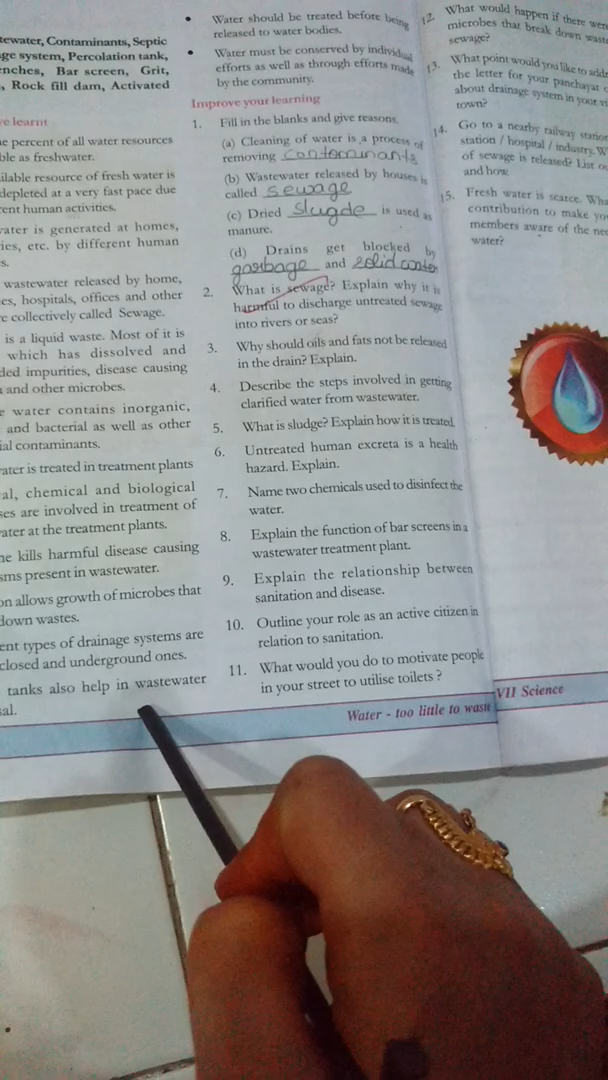 tewater, Contaminants, Septic
ge system, Percolation tank,
nches, Bar screen, Grit,
, Rock fill dam, Activated
e learnt
e percent of all water resources
ble as freshwater.
ilable resource of fresh water is
depleted at a very fast pace due
rent human activities.
vater is generated at homes,
ries, etc. by different human
s.
wastewater released by home,
es, hospitals, offices and other
e collectively called Sewage.
is a liquid waste. Most of it is
which has dissolved and
ded impurities, disease causing
and other microbes.
e water contains inorganic,
and bacterial as well as other
ial contaminants.
vater is treated in treatment plants
al, chemical and biological
ses are involved in treatment of
vater at the treatment plants.
ne kills harmful disease causing
sms present in wastewater.
on allows growth of microbes that
down wastes.
ent types of drainage systems are
closed and underground ones.
tanks also help in wastewater
sal.
• Water should be treated before being
released to water bodies.
• Water must be conserved by individual
efforts as well as through efforts made
by the community.
Improve your learning
1. Fill in the blanks and give reasons.
(a) Cleaning of water is a process of
removing contaminants
(b) Wastewater released by houses is
called sewage
(c) Dried Slugde is used as
manure.
(d) Drains get blocked by
garbage and solid
2. What is sewage? Explain why it is
harmful to discharge untreated sewage
into rivers or seas?
3. Why should oils and fats not be released
in the drain? Explain.
4. Describe the steps involved in getting
clarified water from wastewater.
5. What is sludge? Explain how it is treated.
6. Untreated human excreta is a health
hazard. Explain.
7. Name two chemicals used to disinfect the
water.
8. Explain the function of bar screens in a
wastewater treatment plant.
9. Explain the relationship between
sanitation and disease.
10. Outline your role as an active citizen in
relation to sanitation.
11. What would you do to motivate people
in your street to utilise toilets ?
12. What would happen if there were
microbes that break down waste
sewage?
13. What point would you like to add
the letter for your panchayat
about drainage system in your
town?
14. Go to a nearby railway station
station / hospital / industry. W
of sewage is released? List
and how.
15. Fresh water is scarce. Wha
contribution to make yo
members aware of the nee
water?
Water - too little to waste
VII Science